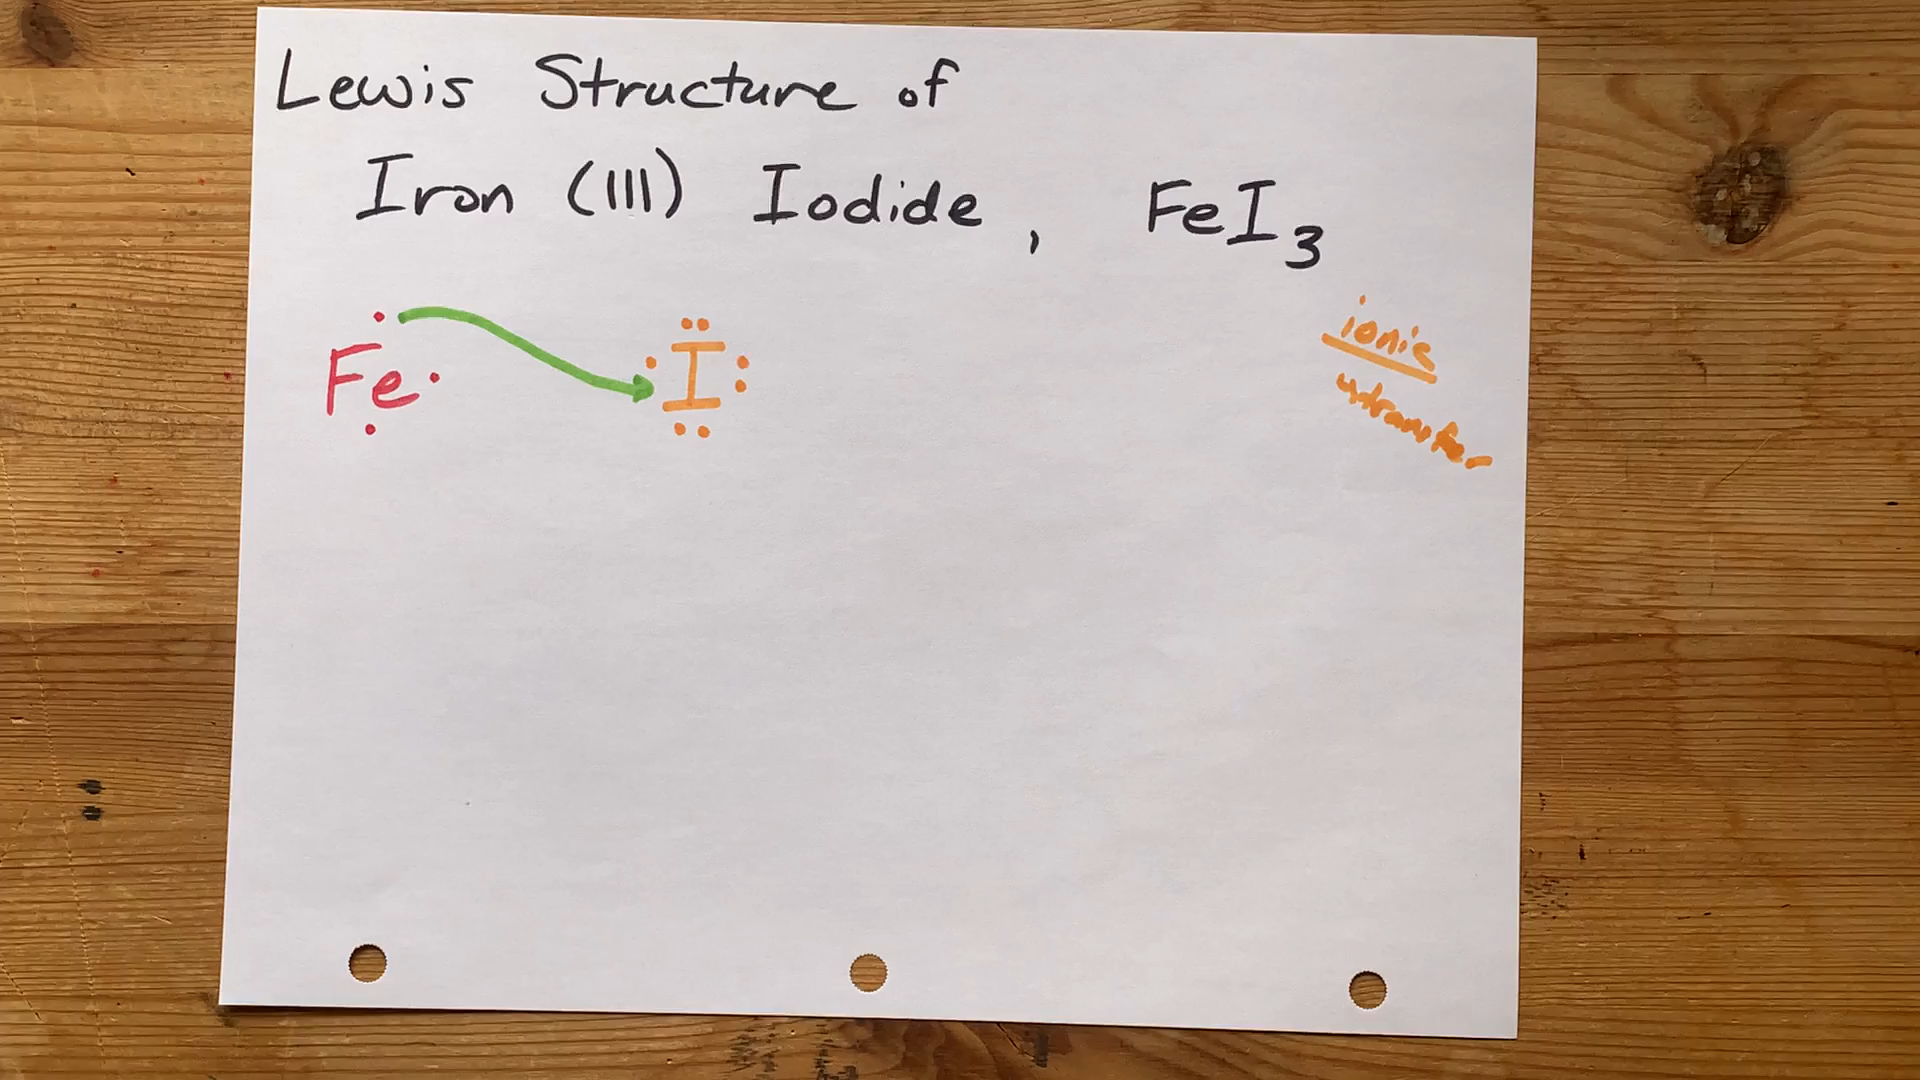 Lewis Structure of
Iron (III) Iodide, FeI3
Fe
I
ionic
transfer